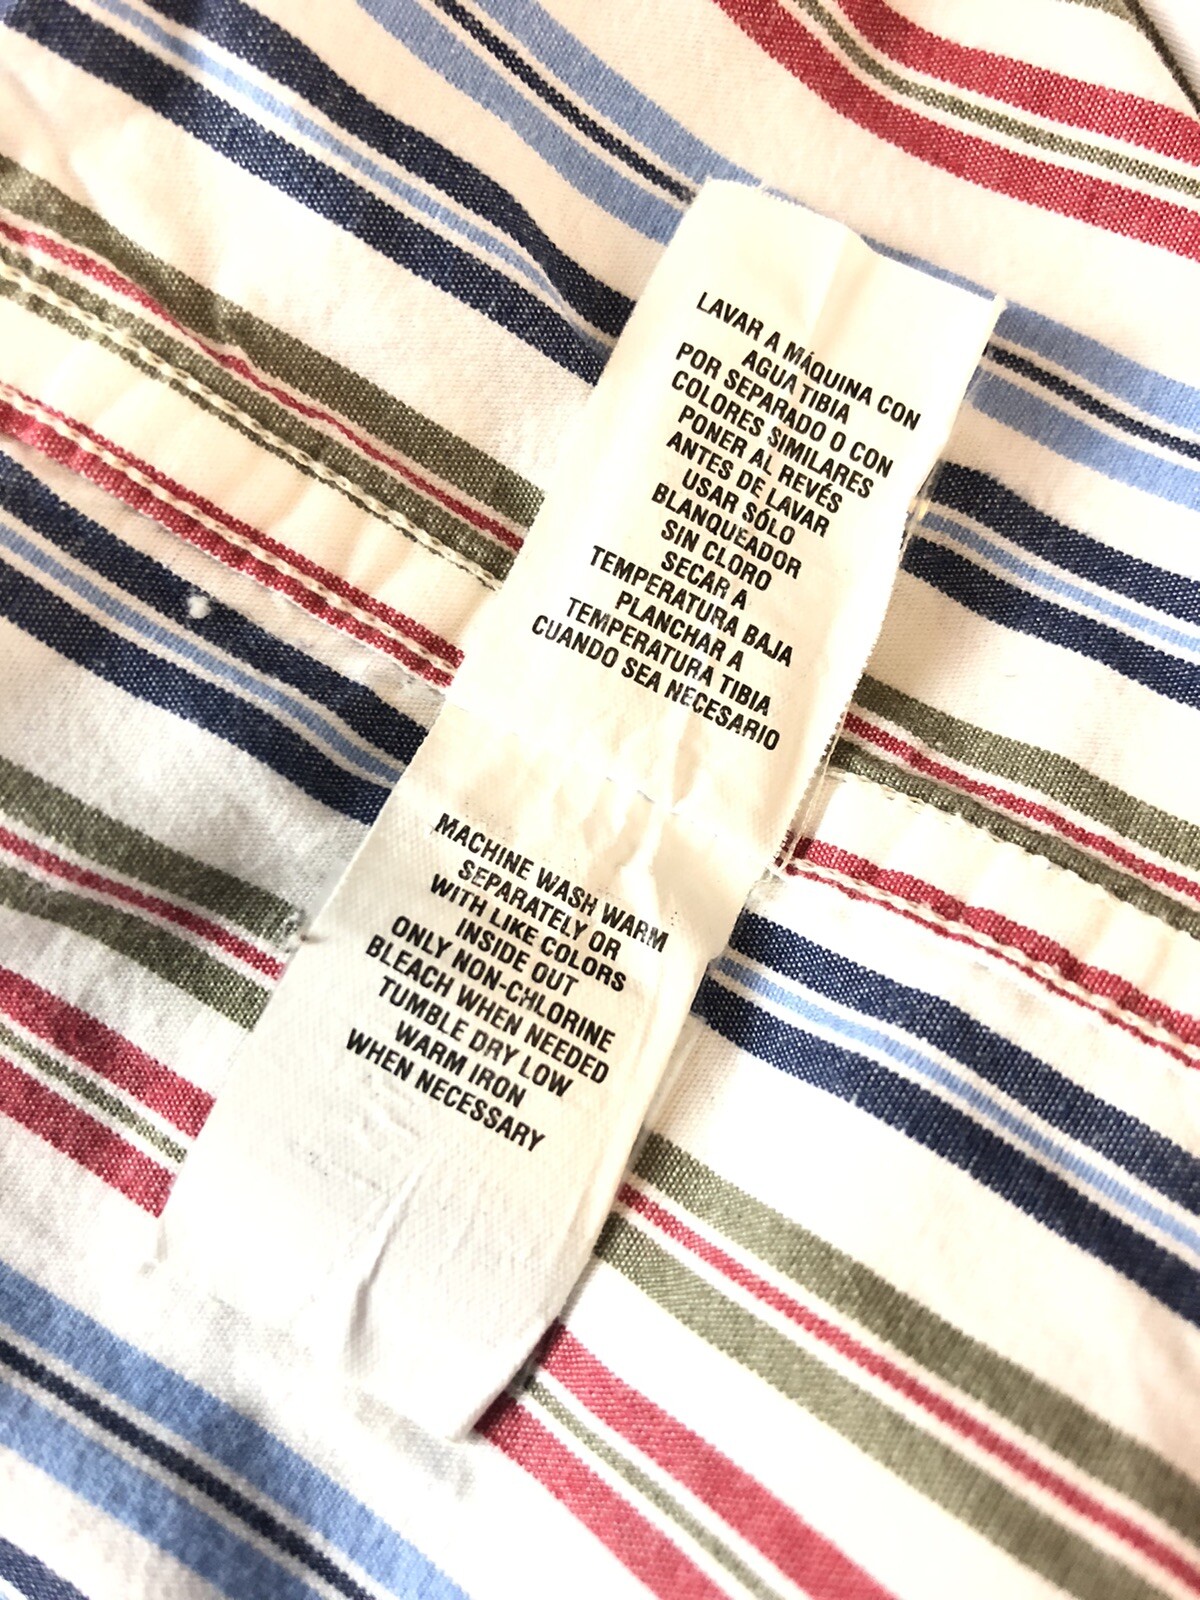 LAVAR A MÁQUINA CON
AGUA TIBIA
POR SEPARADO O CON
COLORES SIMILARES
PONER AL REVÉS
ANTES DE LAVAR
USAR SÓLO
BLANQUEADOR
SIN CLORO
SECAR A
TEMPERATURA BAJA
PLANCHAR A
TEMPERATURA TIBIA
CUANDO SEA NECESARIO
MACHINE WASH WARM
SEPARATELY OR
WITH LIKE COLORS
INSIDE OUT
ONLY NON-CHLORINE
BLEACH WHEN NEEDED
TUMBLE DRY LOW
WARM IRON
WHEN NECESSARY